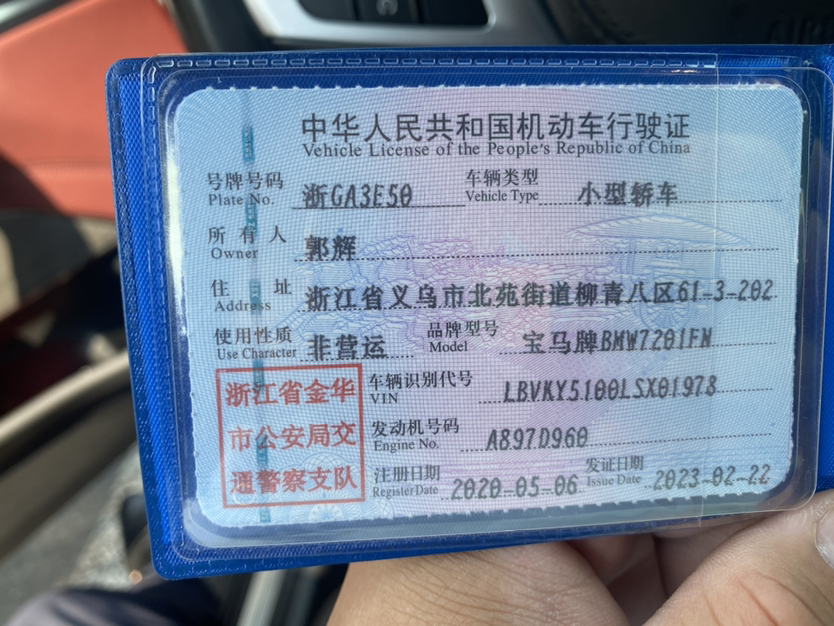 中华人民共和国机动车行驶证
Vehicle License of the People's Republic of China
号牌号码 浙GA3E50 车辆类型 小型轿车
Plate No. Vehicle Type
所有人 郭辉
Owner
住址 浙江省义乌市北苑街道柳青八区61-3-202
Address
使用性质 非营运 品牌型号 宝马牌BMW7201FN
Use Character Model
浙江省金华
市公安局交
通警察支队
车辆识别代号 LBVKY5100LSX01978
VIN
发动机号码 A897D960
Engine No.
注册日期 2020-05-06 发证日期 2023-02-22
Register Date Issue Date